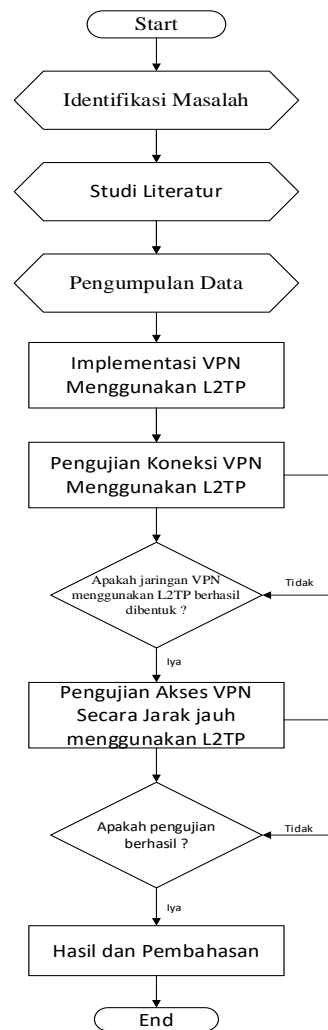 Start
Identifikasi Masalah
Studi Literatur
Pengumpulan Data
Implementasi VPN
Menggunakan L2TP
Pengujian Koneksi VPN
Menggunakan L2TP
Apakah jaringan VPN
menggunakan L2TP berhasil
dibentuk ?
Tidak
Iya
Pengujian Akses VPN
Secara Jarak jauh
menggunakan L2TP
Apakah pengujian
berhasil ?
Tidak
Iya
Hasil dan Pembahasan
End